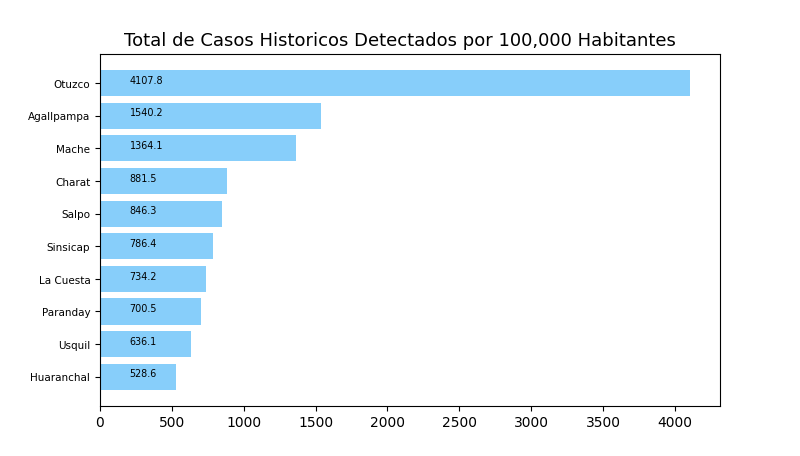 Total de Casos Historicos Detectados por 100,000 Habitantes
Otuzco 4107.8
Agallpampa 1540.2
Mache 1364.1
Charat 881.5
Salpo 846.3
Sinsicap 786.4
La Cuesta 734.2
Paranday 700.5
Usquil 636.1
Huaranchal 528.6
0 500 1000 1500 2000 2500 3000 3500 4000